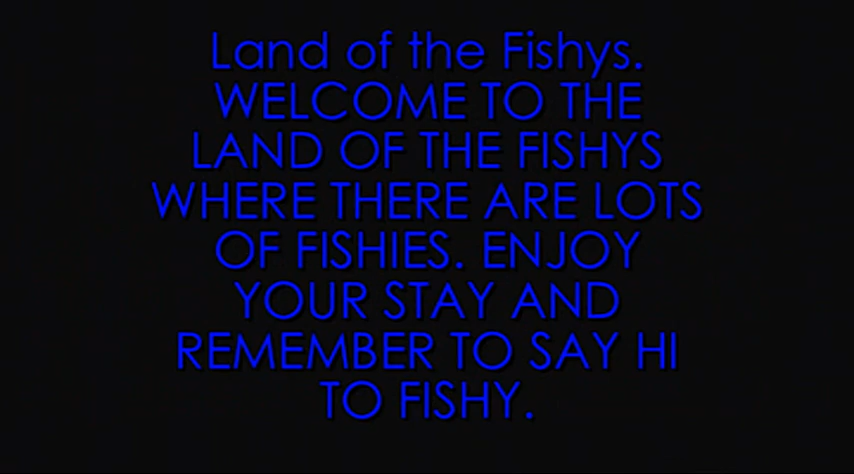 Land of the Fishys.
WELCOME TO THE
LAND OF THE FISHYS
WHERE THERE ARE LOTS
OF FISHIES. ENJOY
YOUR STAY AND
REMEMBER TO SAY HI
TO FISHY.